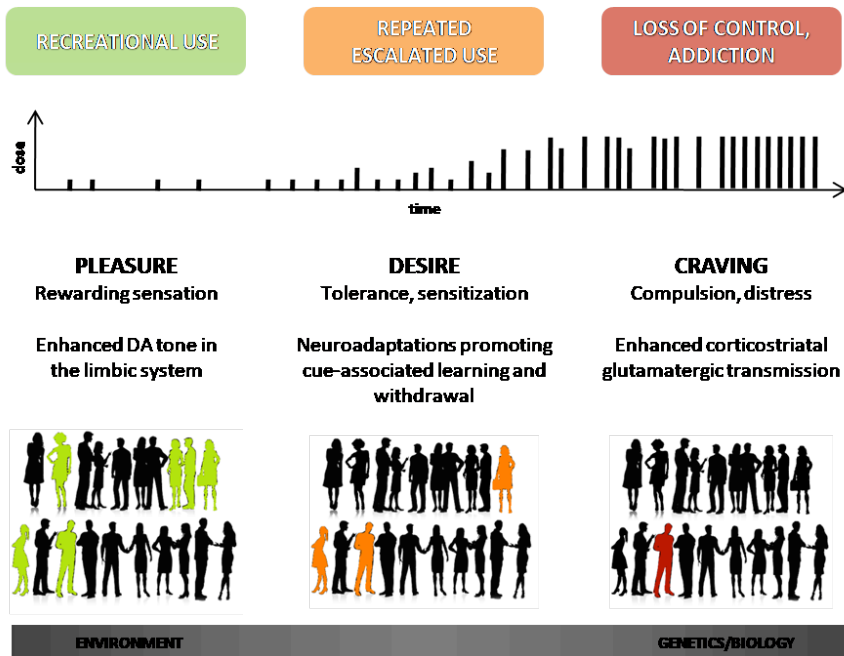 RECREATIONAL USE
REPEATED
ESCALATED USE
LOSS OF CONTROL,
ADDICTION
dose
time
PLEASURE
Rewarding sensation
Enhanced DA tone in
the limbic system
DESIRE
Tolerance, sensitization
Neuroadaptations promoting
cue-associated learning and
withdrawal
CRAVING
Compulsion, distress
Enhanced corticostriatal
glutamatergic transmission
ENVIRONMENT
GENETICS/BIOLOGY